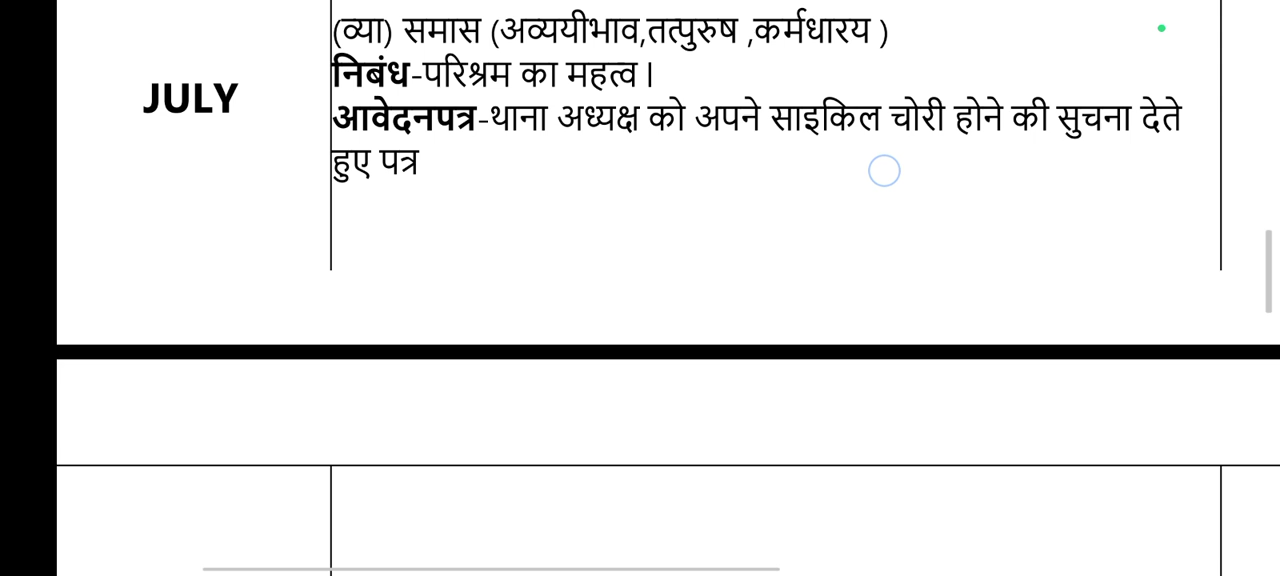 (व्या) समास (अव्ययीभाव,तत्पुरुष ,कर्मधारय )
निबंध-परिश्रम का महत्व।
JULY
आवेदनपत्र-थाना अध्यक्ष को अपने साइकिल चोरी होने की सुचना देते
हुए पत्र